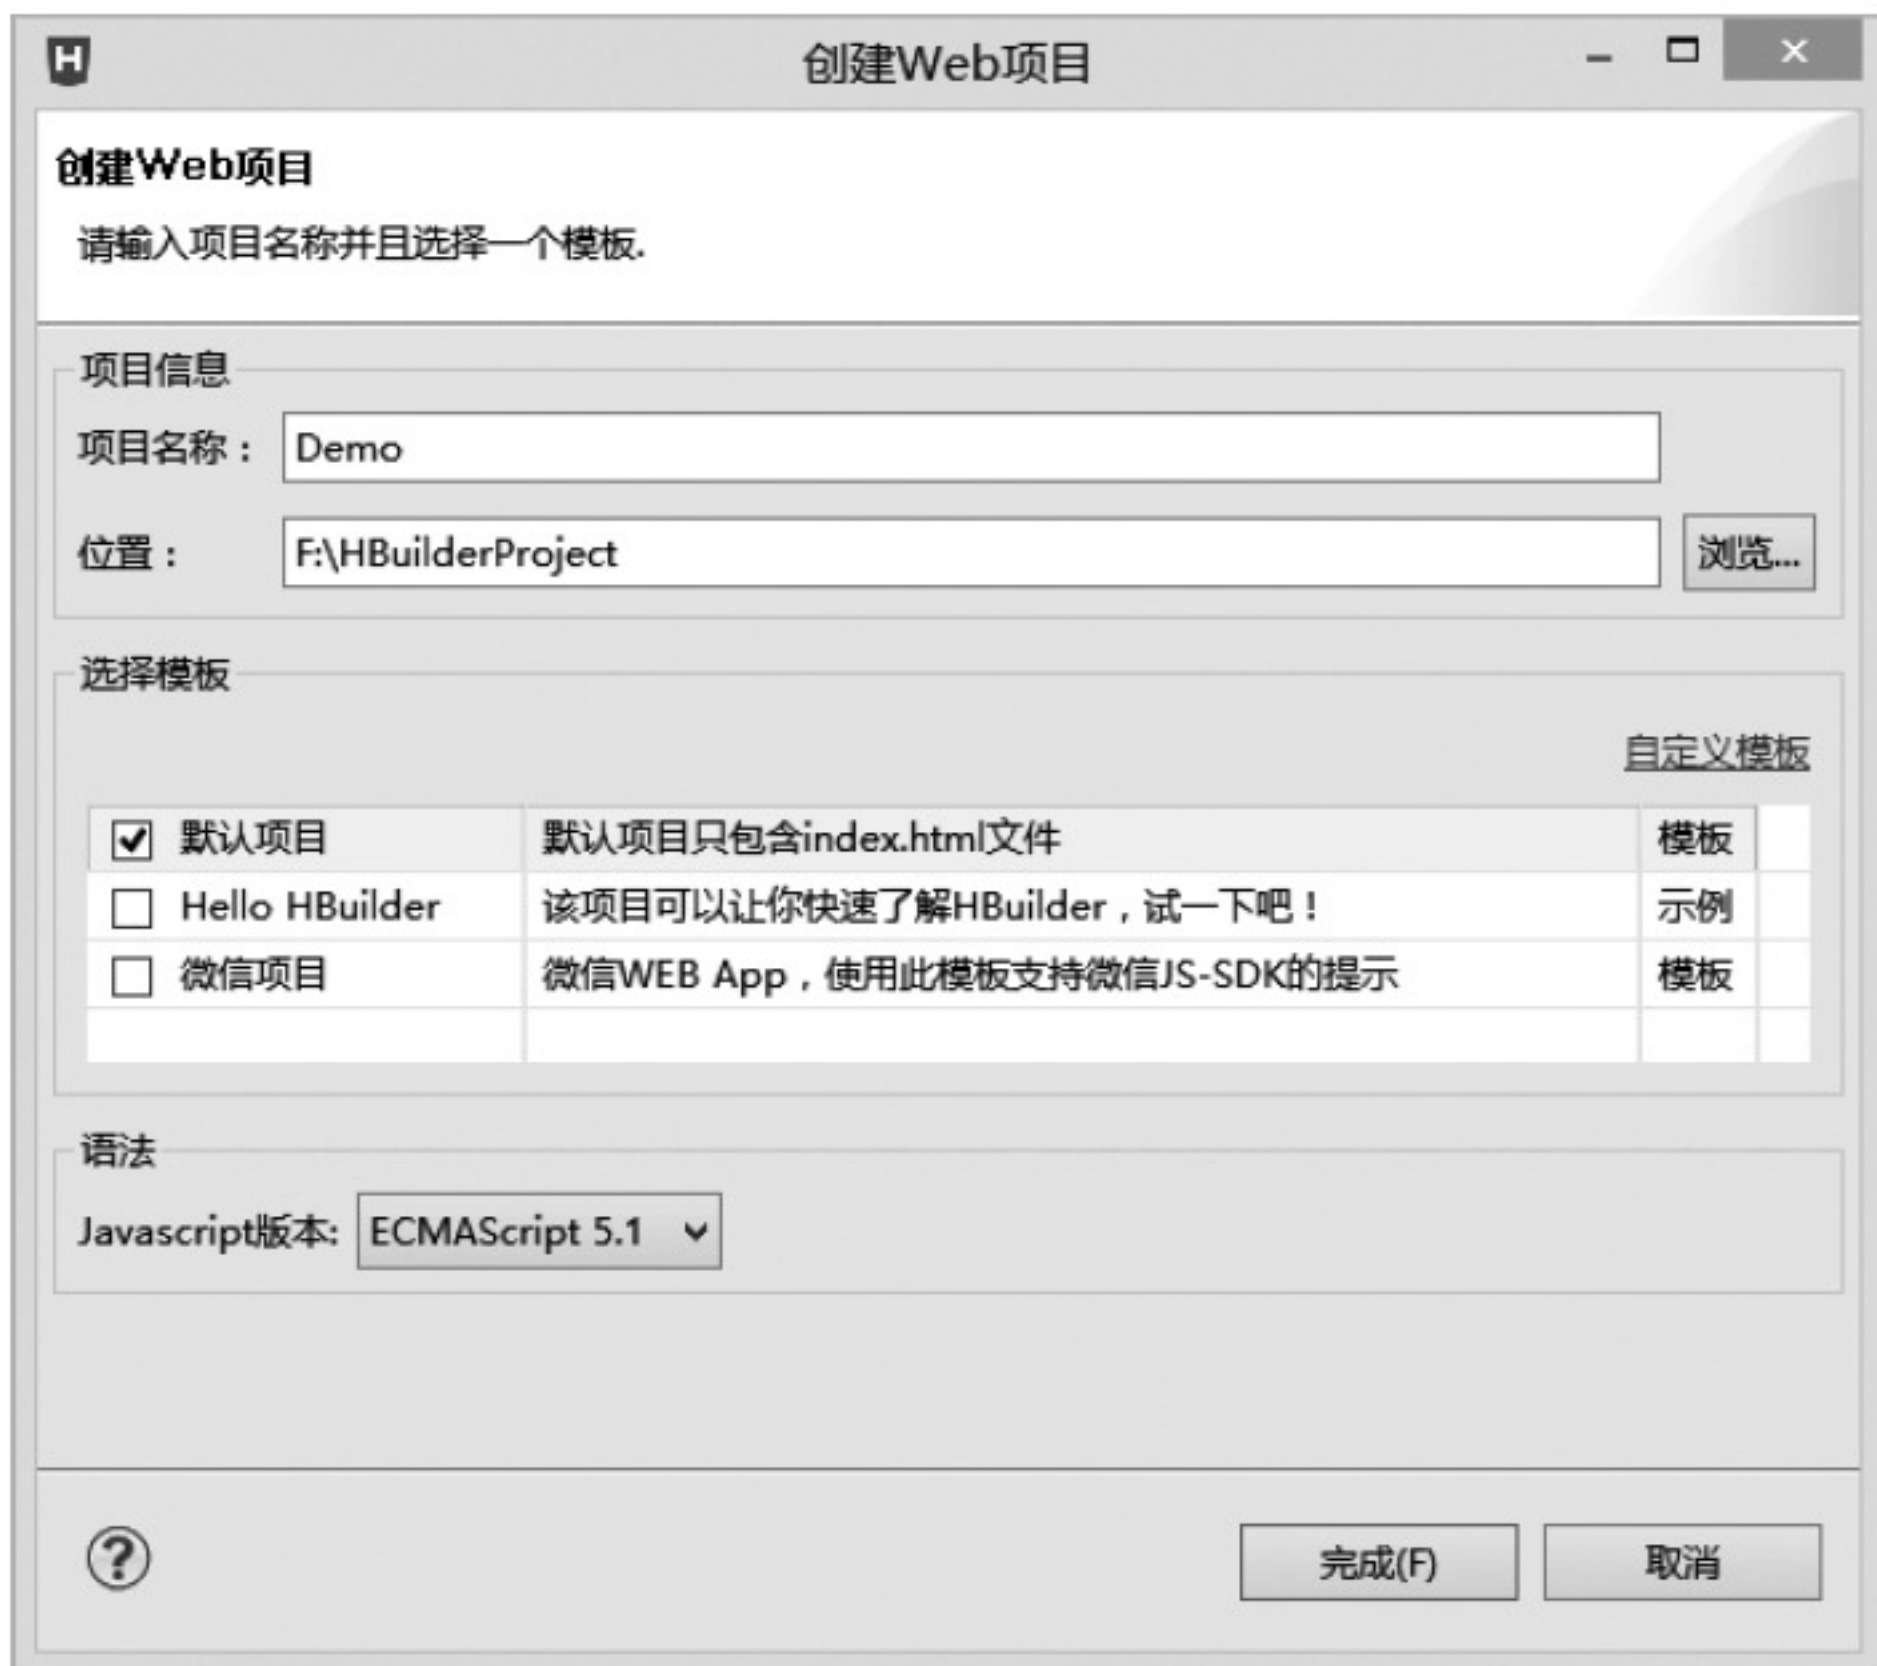 H
创建Web项目
创建Web项目
请输入项目名称并且选择一个模板.
项目信息
项目名称： Demo
位置： F:\HBuilderProject 浏览...
选择模板
自定义模板
默认项目 默认项目只包含index.html文件 模板
Hello HBuilder 该项目可以让你快速了解HBuilder，试一下吧！ 示例
微信项目 微信WEB App，使用此模板支持微信JS-SDK的提示 模板
语法
Javascript版本: ECMAScript 5.1
? 完成(F) 取消